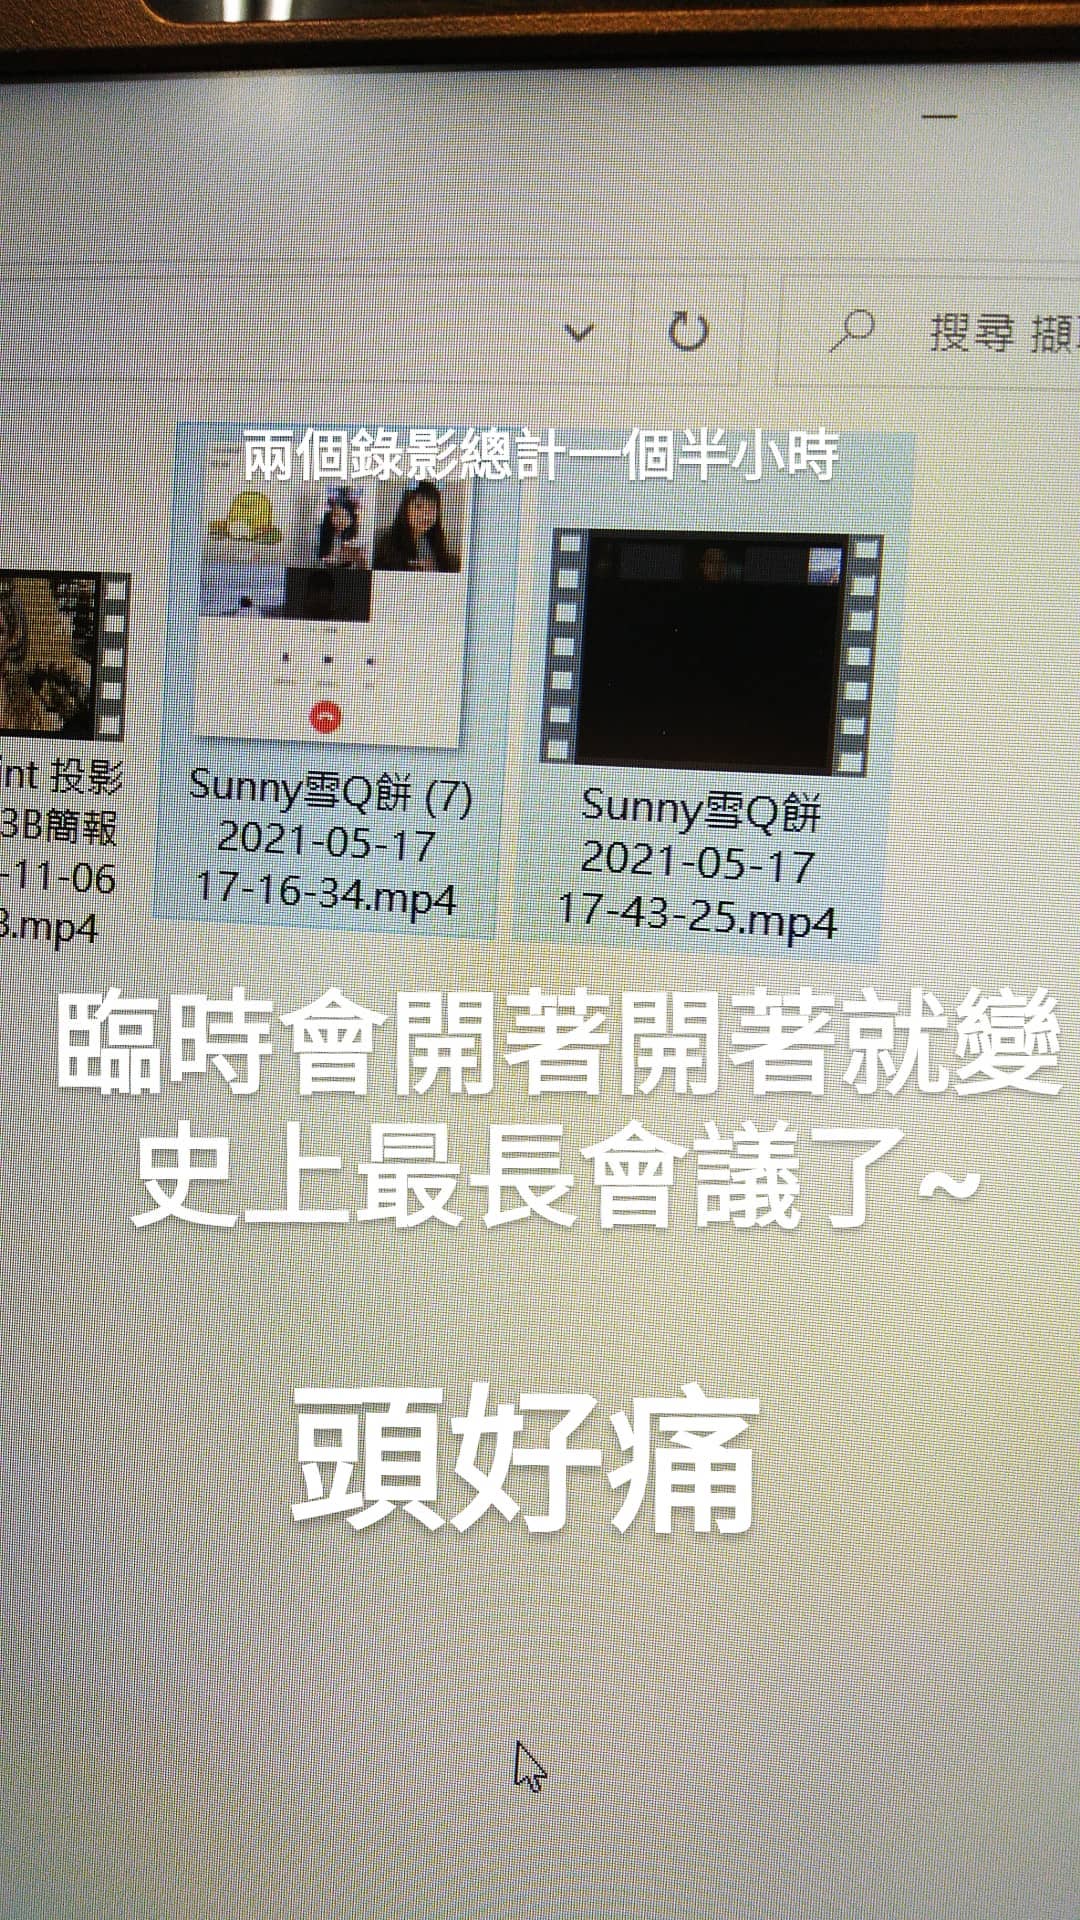 搜尋 擷
兩個錄影總計一個半小時
nt 投影
3B簡報
-11-06
3.mp4
Sunny雪Q餅 (7)
2021-05-17
17-16-34.mp4
Sunny雪Q餅
2021-05-17
17-43-25.mp4
臨時會開著開著就變
史上最長會議了~
頭好痛